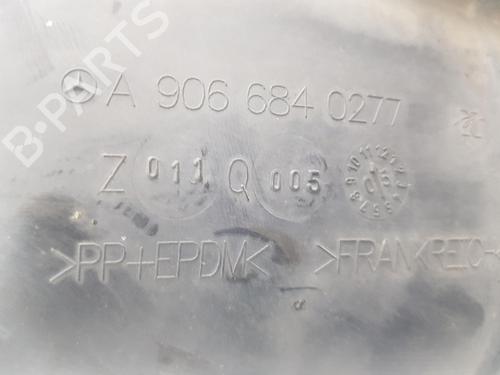 B-PARTS
A 906 684 0277
Z 011 Q 005
>PP+EPDM< >FRANKREICH<